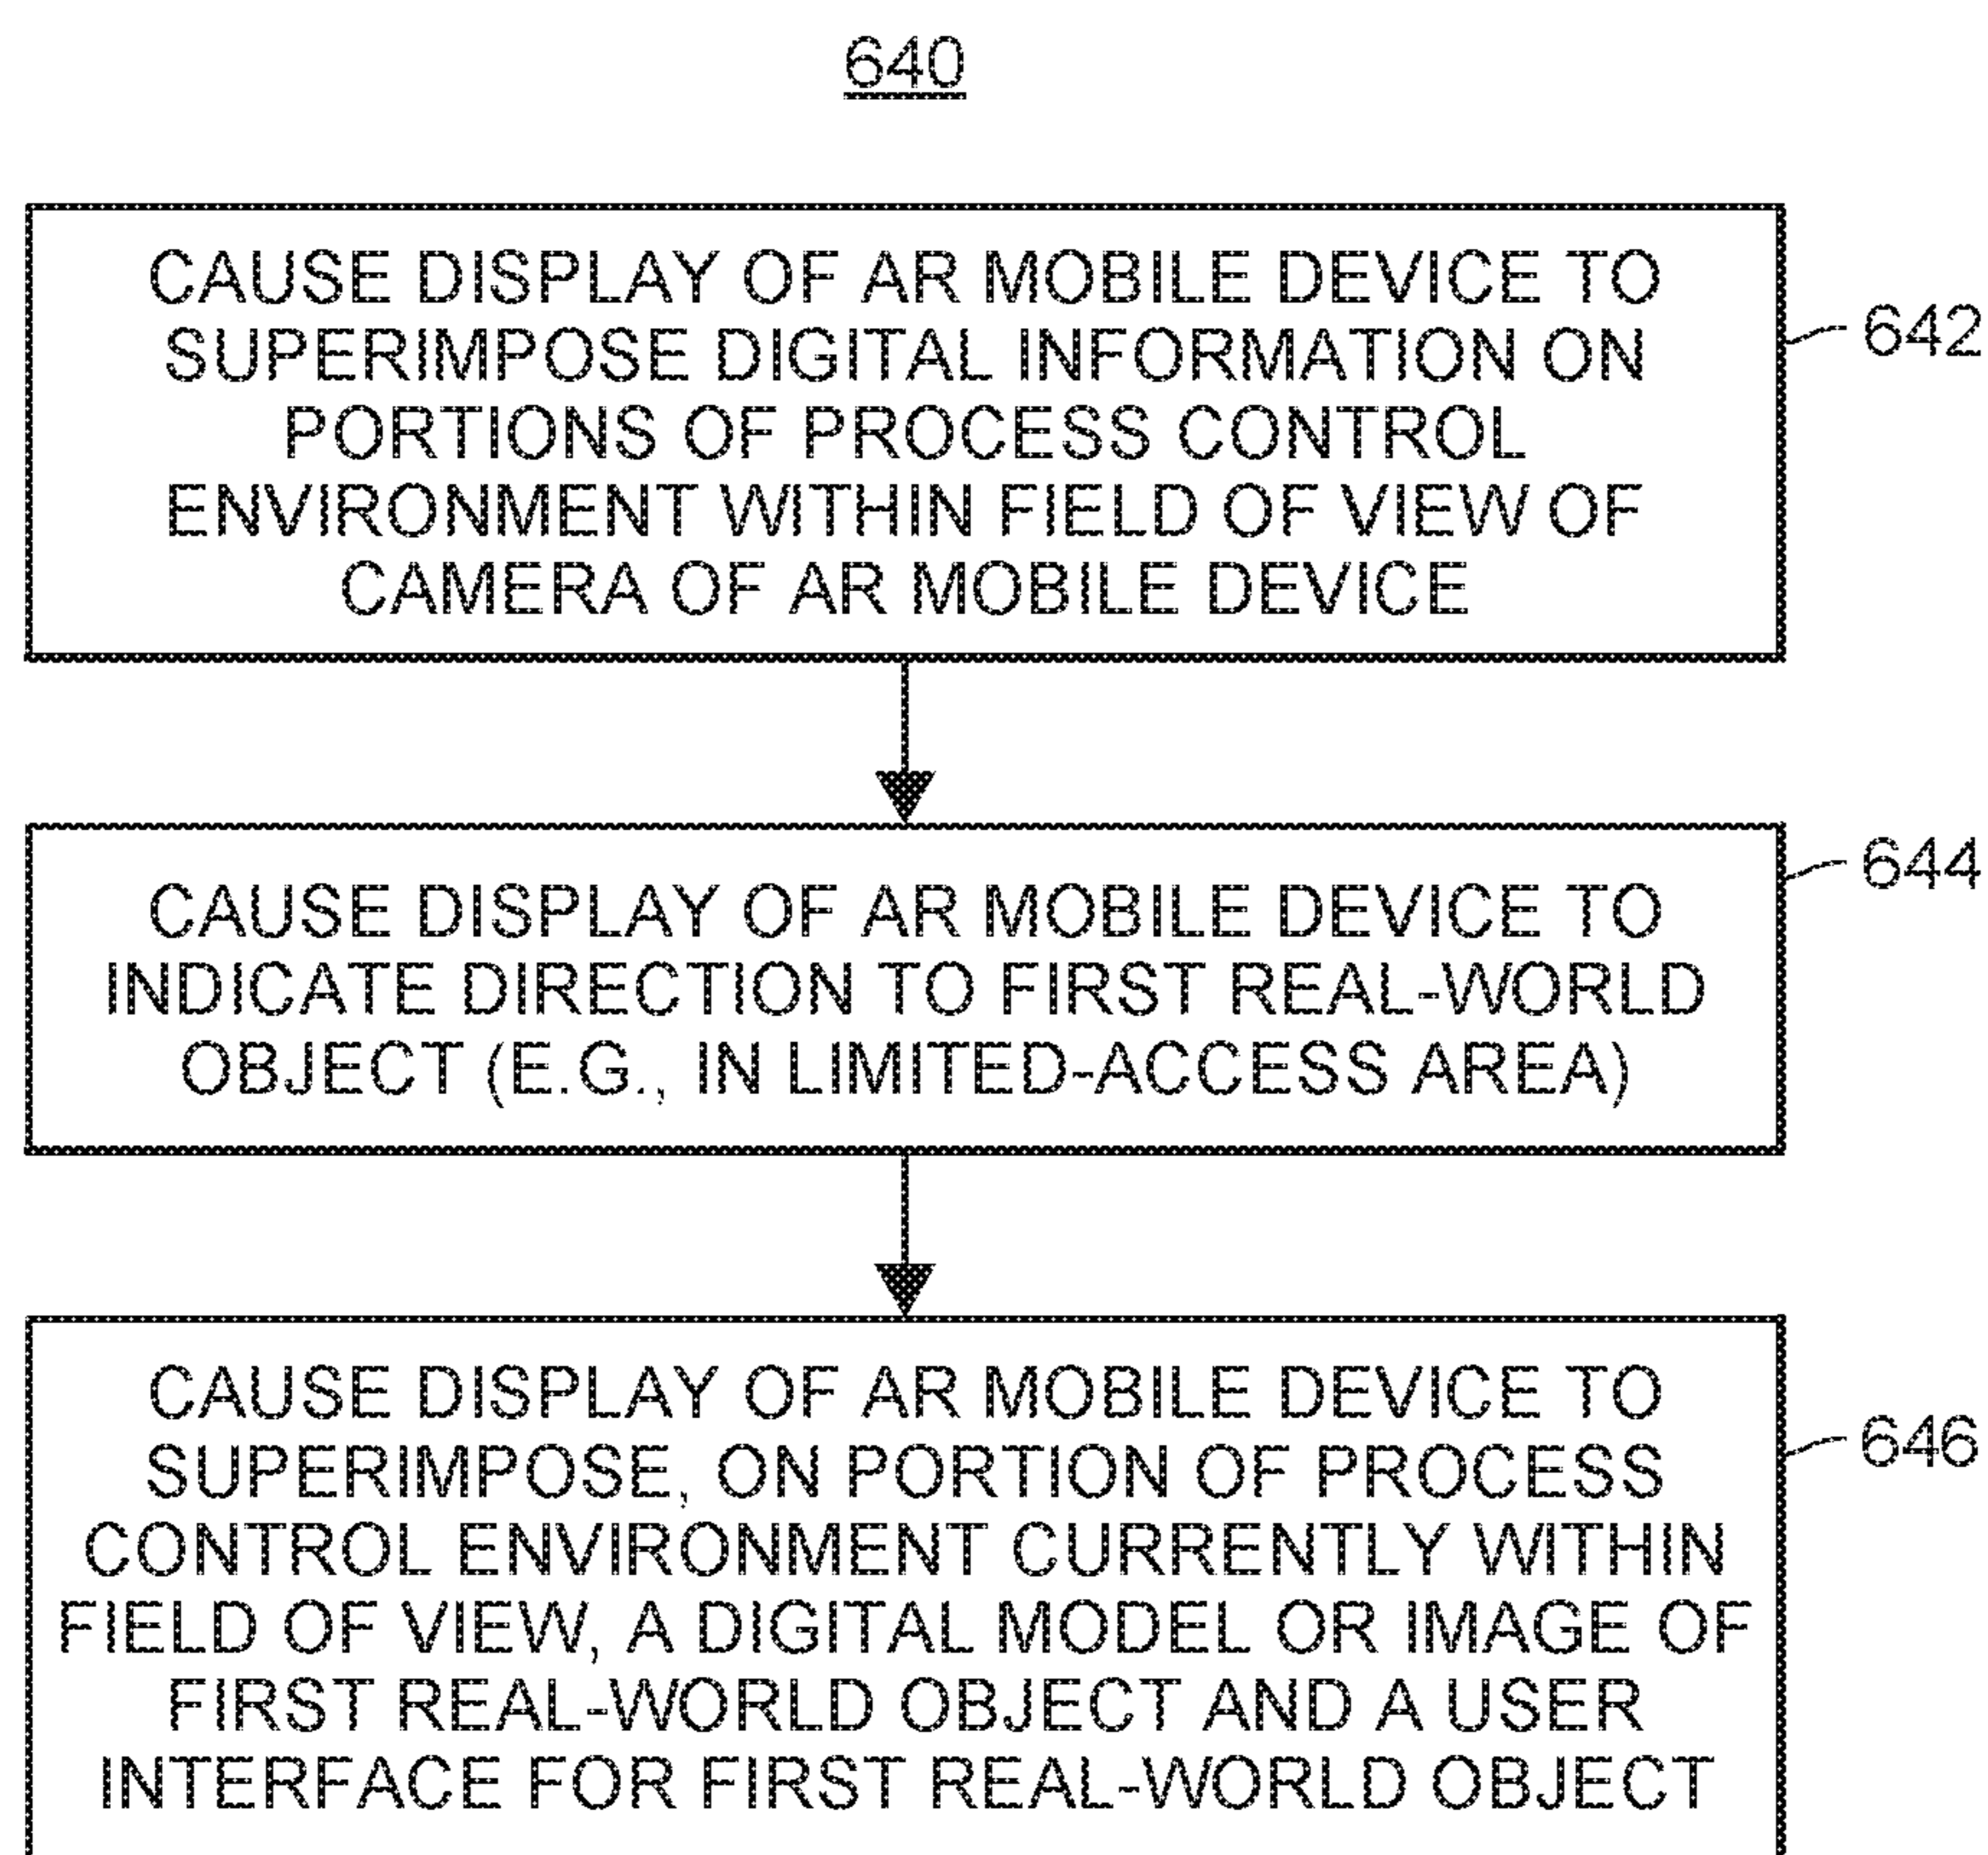 640
CAUSE DISPLAY OF AR MOBILE DEVICE TO
SUPERIMPOSE DIGITAL INFORMATION ON
PORTIONS OF PROCESS CONTROL
ENVIRONMENT WITHIN FIELD OF VIEW OF
CAMERA OF AR MOBILE DEVICE
642
CAUSE DISPLAY OF AR MOBILE DEVICE TO
INDICATE DIRECTION TO FIRST REAL-WORLD
OBJECT (E.G., IN LIMITED-ACCESS AREA)
644
CAUSE DISPLAY OF AR MOBILE DEVICE TO
SUPERIMPOSE, ON PORTION OF PROCESS
CONTROL ENVIRONMENT CURRENTLY WITHIN
FIELD OF VIEW, A DIGITAL MODEL OR IMAGE OF
FIRST REAL-WORLD OBJECT AND A USER
INTERFACE FOR FIRST REAL-WORLD OBJECT
646